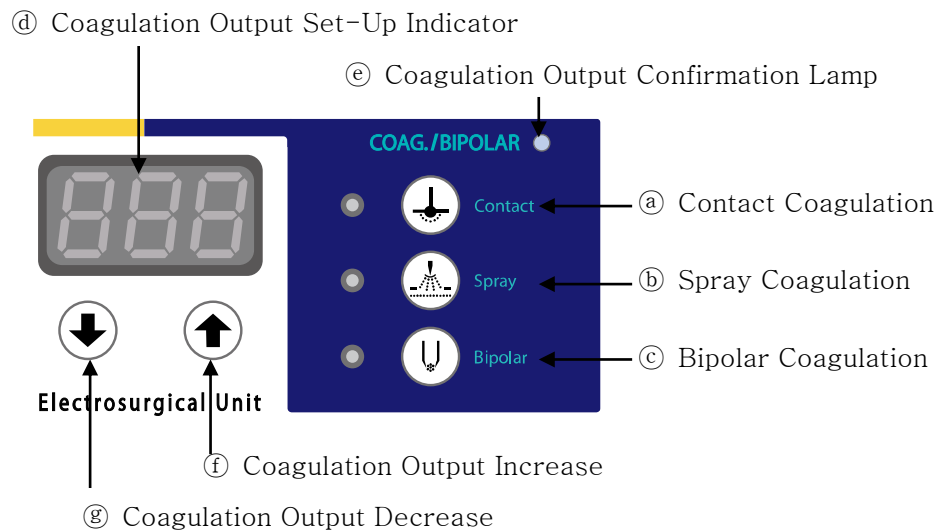 ⓓ Coagulation Output Set-Up Indicator
ⓔ Coagulation Output Confirmation Lamp
COAG./BIPOLAR
888
Contact
ⓐ Contact Coagulation
Spray
ⓑ Spray Coagulation
Bipolar
ⓒ Bipolar Coagulation
Electrosurgical Unit
ⓕ Coagulation Output Increase
ⓖ Coagulation Output Decrease